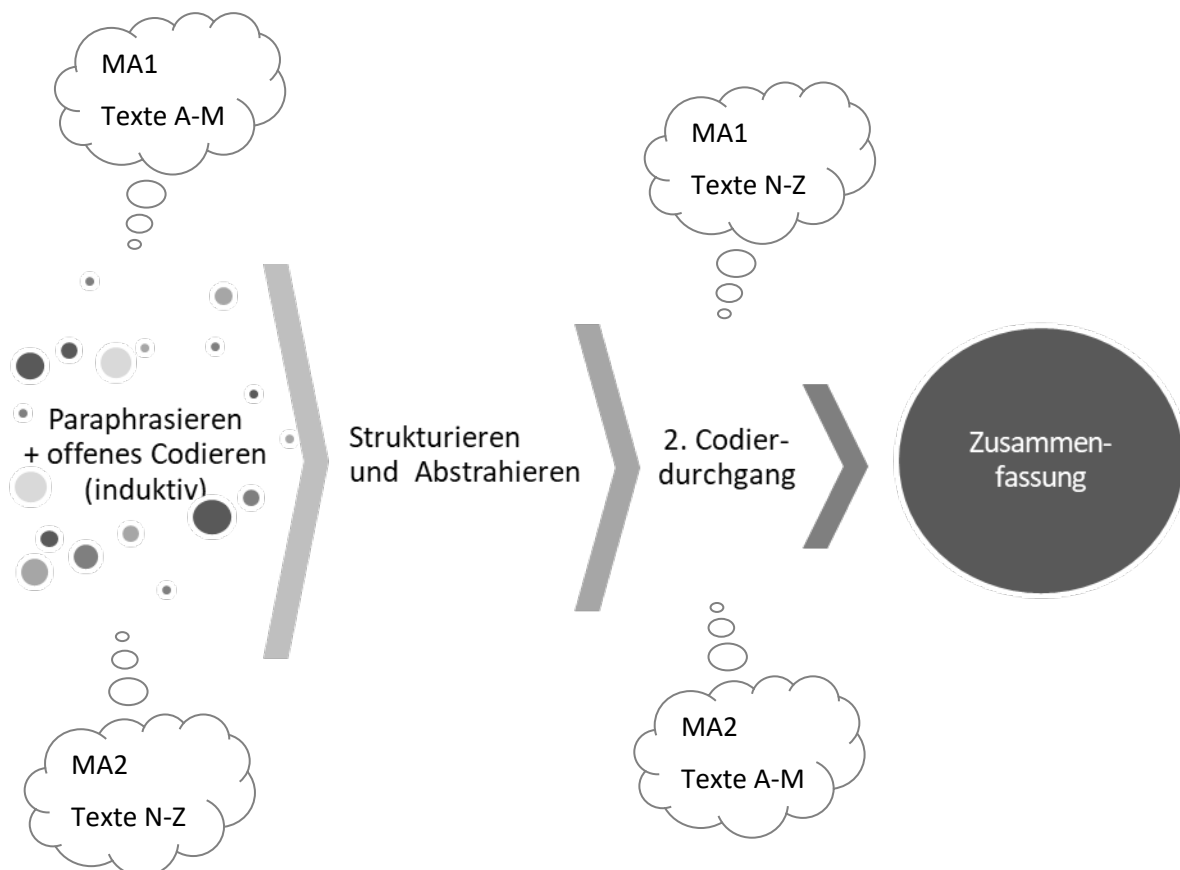 MA1
Texte A-M
MA1
Texte N-Z
Paraphrasieren
+ offenes Codieren
(induktiv)
Strukturieren
und Abstrahieren
2. Codier-
durchgang
Zusammen-
fassung
MA2
Texte N-Z
MA2
Texte A-M